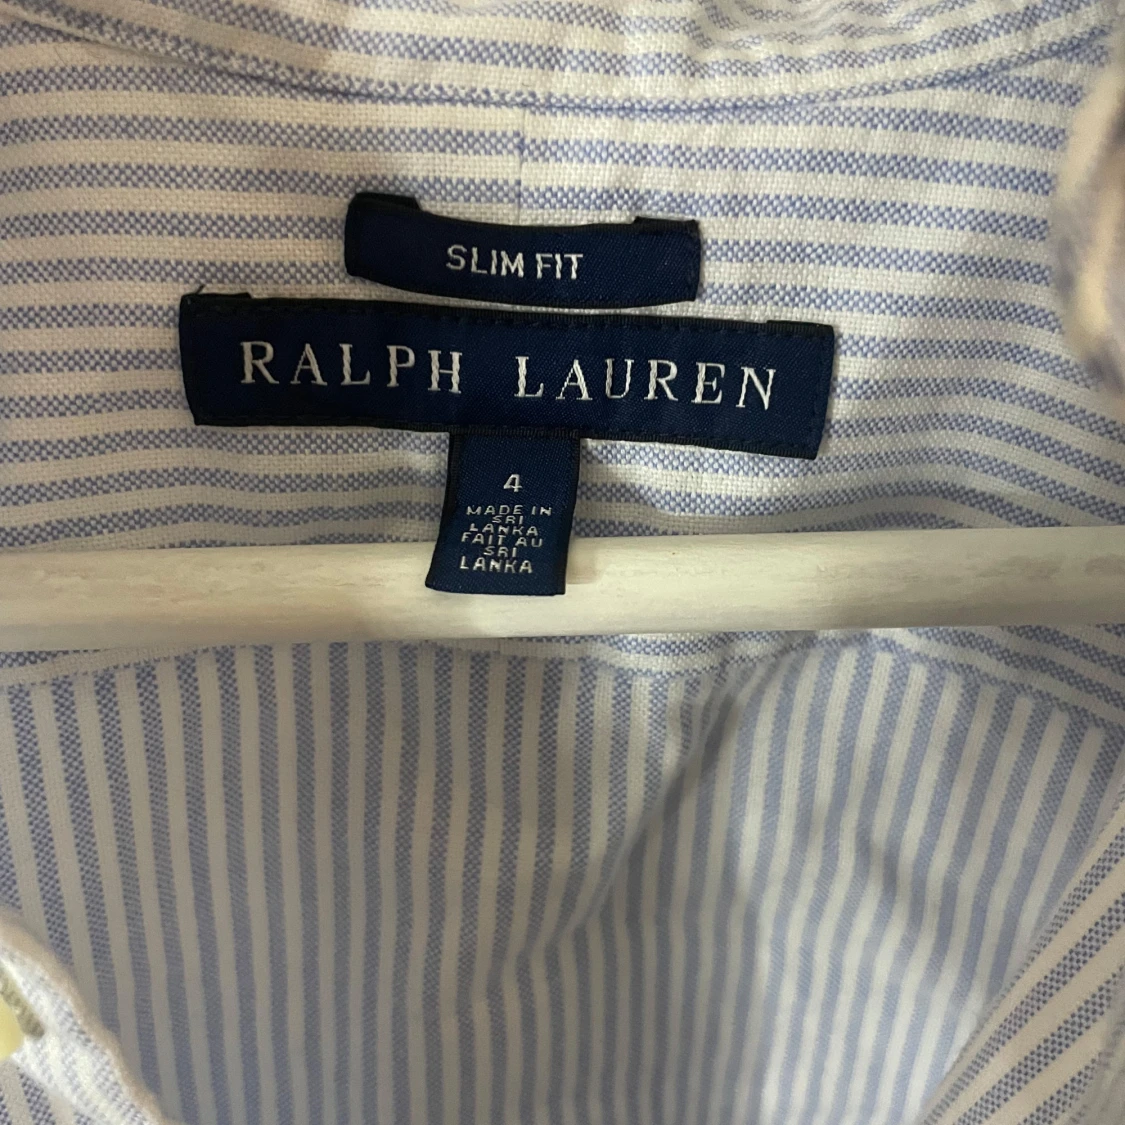 SLIM FIT
RALPH LAUREN
4
MADE IN
SRI
LANKA
FAIT AU
SRI
LANKA